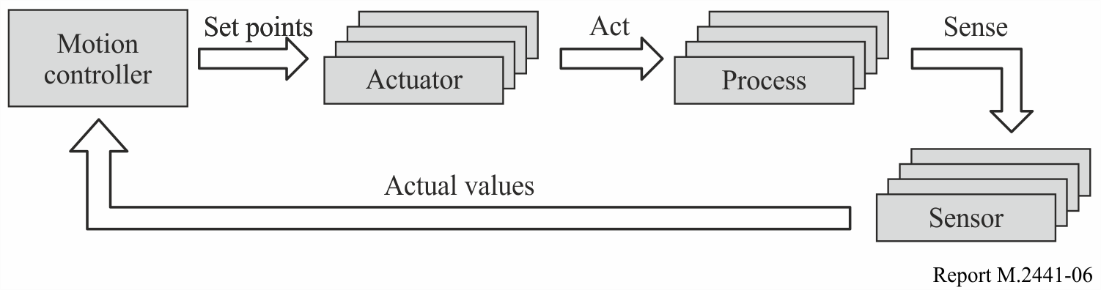 Motion
controller
Set points
Actuator
Act
Process
Sense
Sensor
Actual values
Report M.2441-06